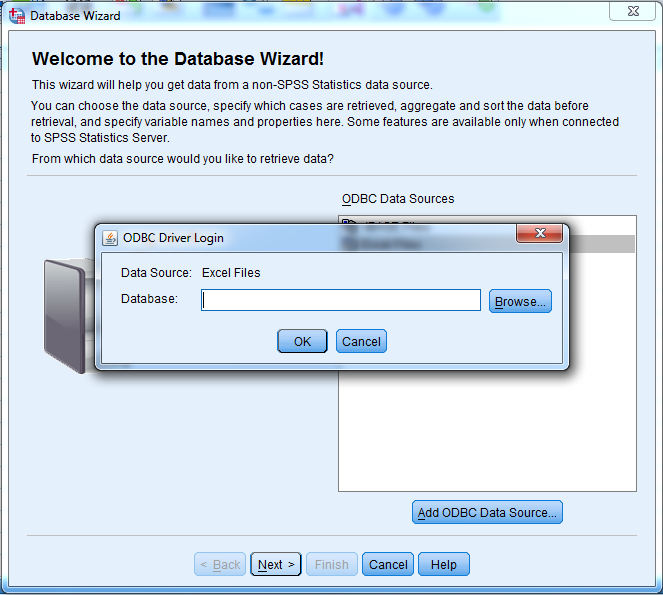 Database Wizard
Welcome to the Database Wizard!
This wizard will help you get data from a non-SPSS Statistics data source.
You can choose the data source, specify which cases are retrieved, aggregate and sort the data before
retrieval, and specify variable names and properties here. Some features are available only when connected
to SPSS Statistics Server.
From which data source would you like to retrieve data?
ODBC Data Sources
ODBC Driver Login
Data Source: Excel Files
Database:
Browse...
OK Cancel
Add ODBC Data Source...
< Back Next > Finish Cancel Help